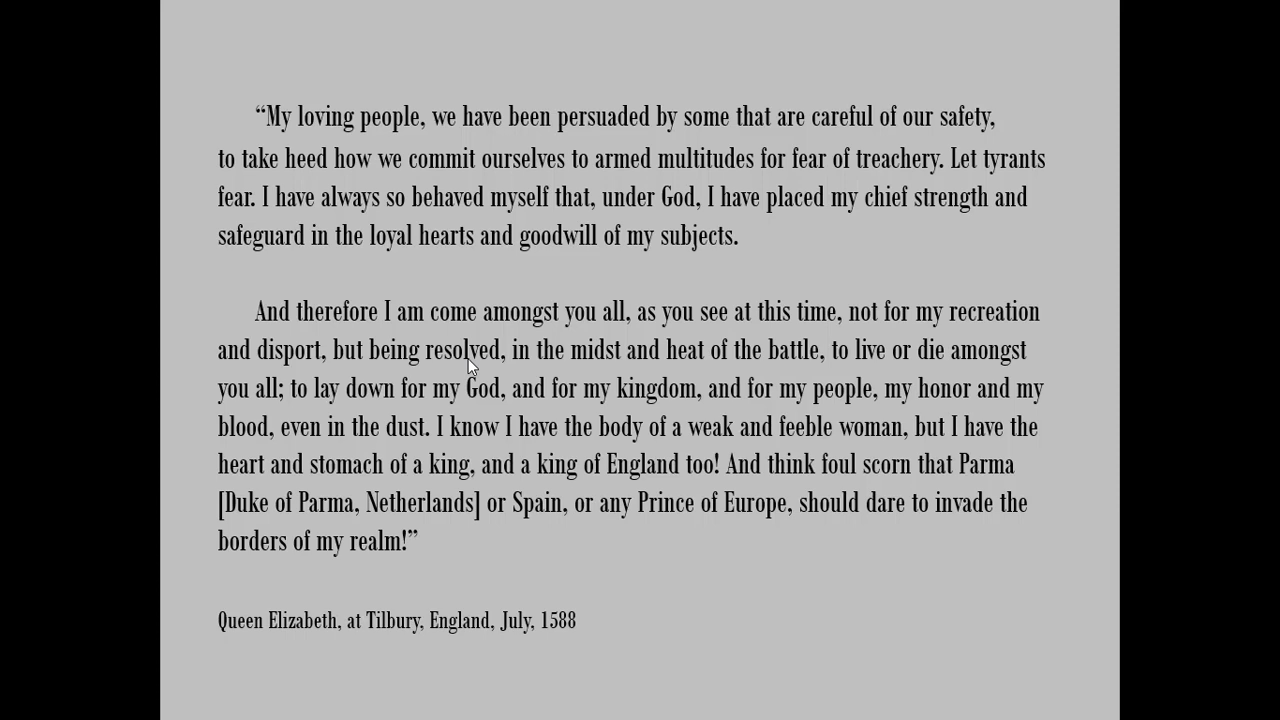 “My loving people, we have been persuaded by some that are careful of our safety,
to take heed how we commit ourselves to armed multitudes for fear of treachery. Let tyrants
fear. I have always so behaved myself that, under God, I have placed my chief strength and
safeguard in the loyal hearts and goodwill of my subjects.
And therefore I am come amongst you all, as you see at this time, not for my recreation
and disport, but being resolved, in the midst and heat of the battle, to live or die amongst
you all; to lay down for my God, and for my kingdom, and for my people, my honor and my
blood, even in the dust. I know I have the body of a weak and feeble woman, but I have the
heart and stomach of a king, and a king of England too! And think foul scorn that Parma
[Duke of Parma, Netherlands] or Spain, or any Prince of Europe, should dare to invade the
borders of my realm!”
Queen Elizabeth, at Tilbury, England, July, 1588